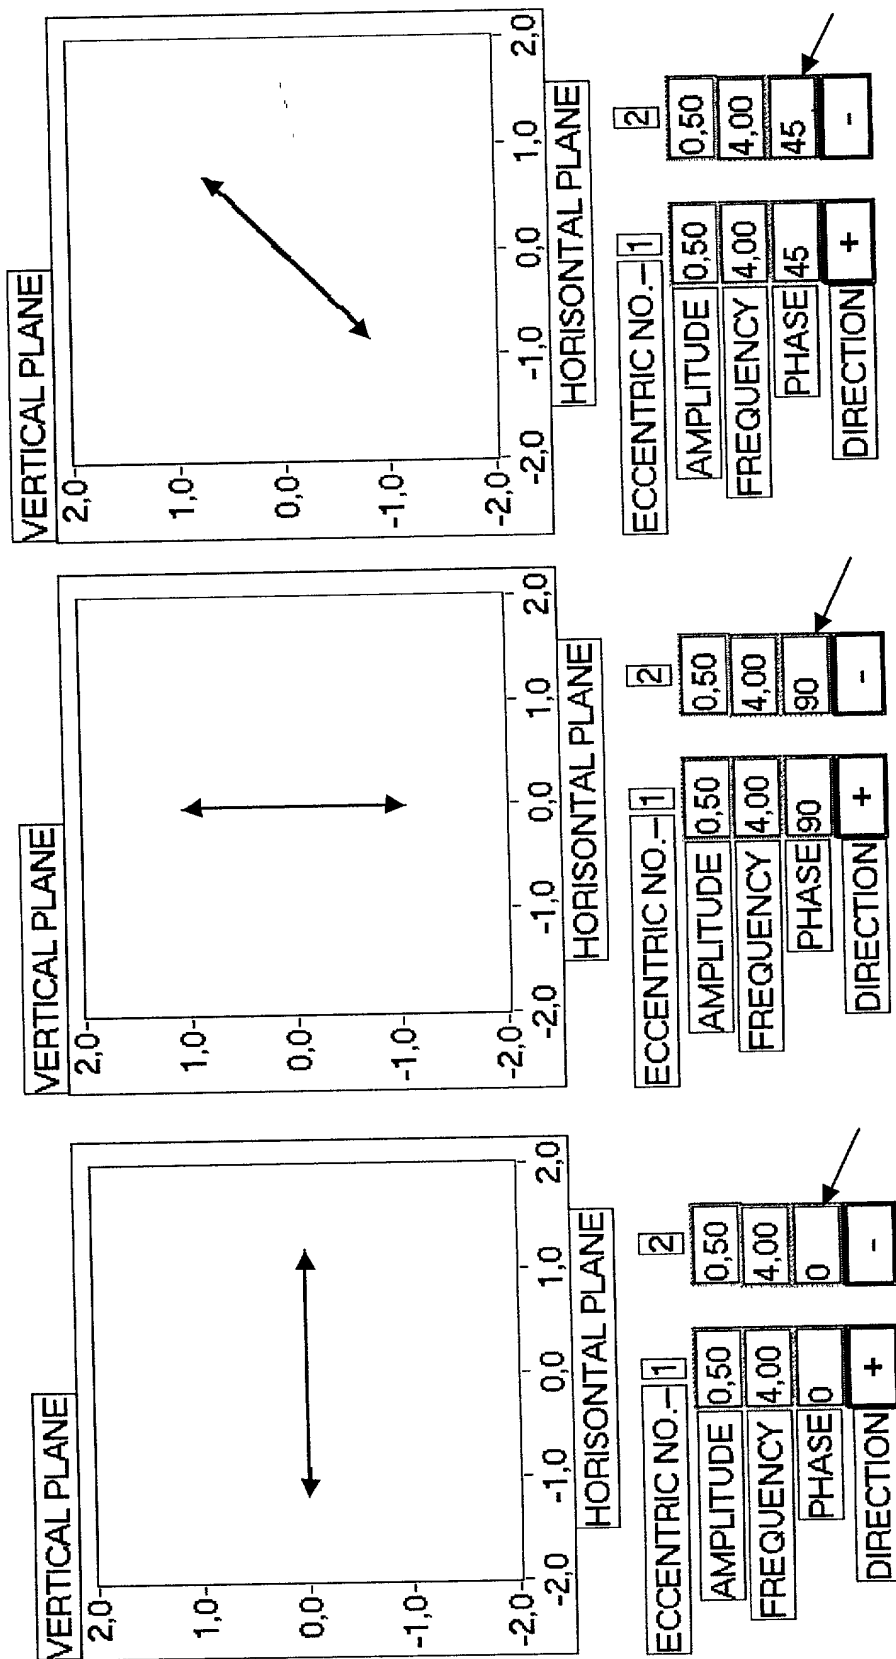 VERTICAL PLANE
2,0
1,0
0,0
-1,0
-2,0
-2,0 -1,0 0,0 1,0 2,0
HORISONTAL PLANE
ECCENTRIC NO.– 1 2
AMPLITUDE 0,50 0,50
FREQUENCY 4,00 4,00
PHASE 0 0
DIRECTION + -
VERTICAL PLANE
2,0
1,0
0,0
-1,0
-2,0
-2,0 -1,0 0,0 1,0 2,0
HORISONTAL PLANE
ECCENTRIC NO.– 1 2
AMPLITUDE 0,50 0,50
FREQUENCY 4,00 4,00
PHASE 90 90
DIRECTION + -
VERTICAL PLANE
2,0
1,0
0,0
-1,0
-2,0
-2,0 -1,0 0,0 1,0 2,0
HORISONTAL PLANE
ECCENTRIC NO.– 1 2
AMPLITUDE 0,50 0,50
FREQUENCY 4,00 4,00
PHASE 45 45
DIRECTION + -